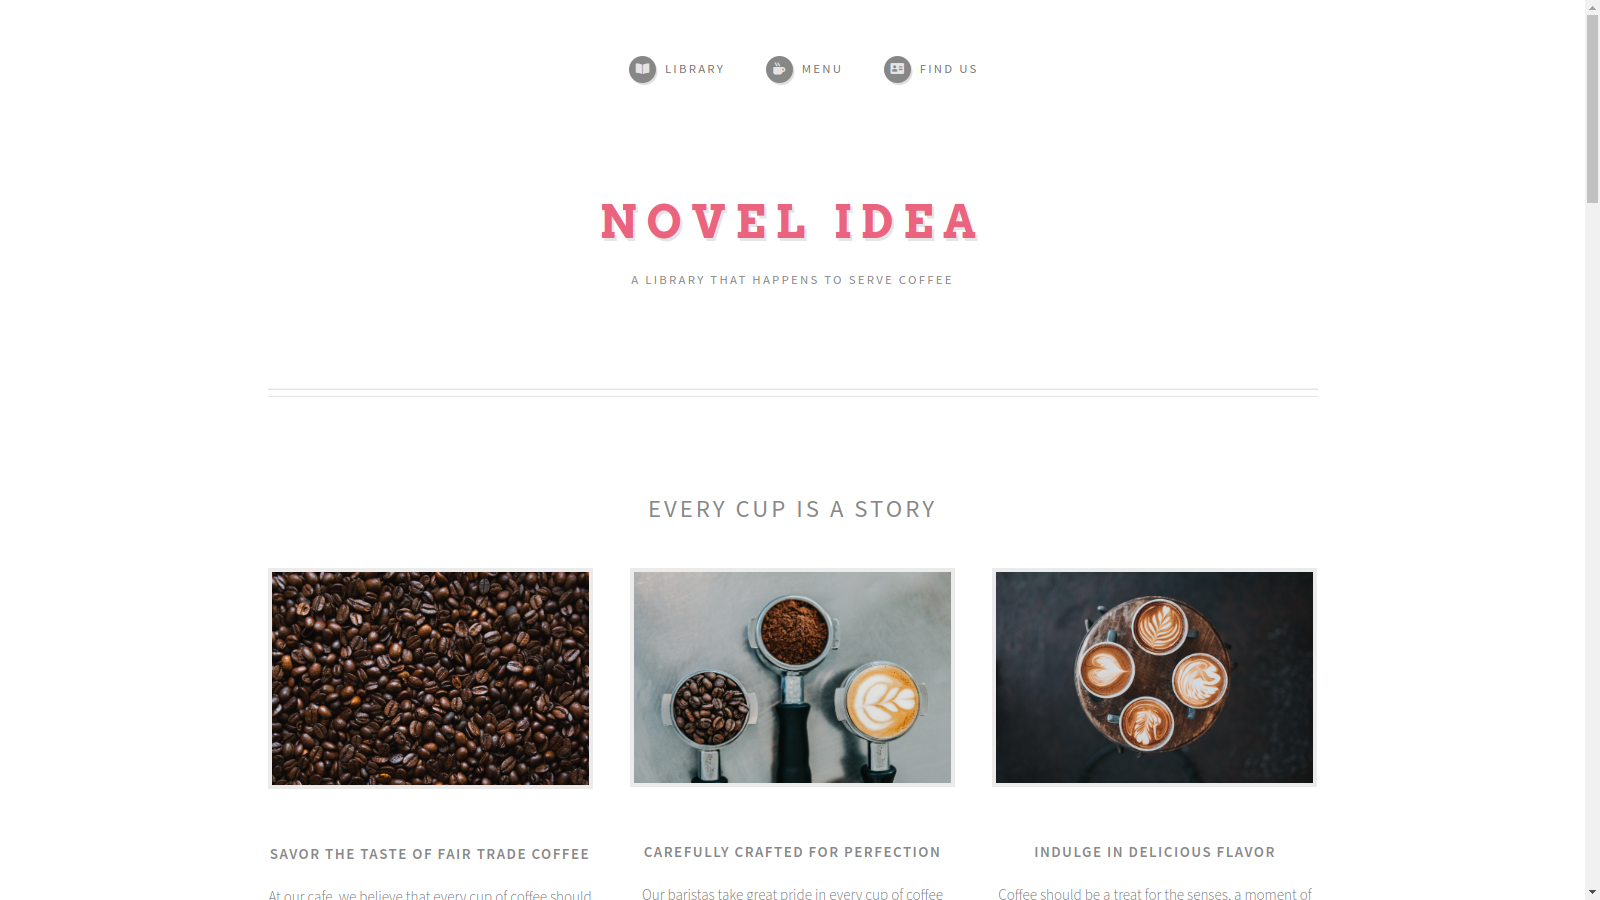 LIBRARY
MENU
FIND US
NOVEL IDEA
A LIBRARY THAT HAPPENS TO SERVE COFFEE
EVERY CUP IS A STORY
SAVOR THE TASTE OF FAIR TRADE COFFEE
CAREFULLY CRAFTED FOR PERFECTION
INDULGE IN DELICIOUS FLAVOR
At our cafe, we believe that every cup of coffee should
Our baristas take great pride in every cup of coffee
Coffee should be a treat for the senses, a moment of